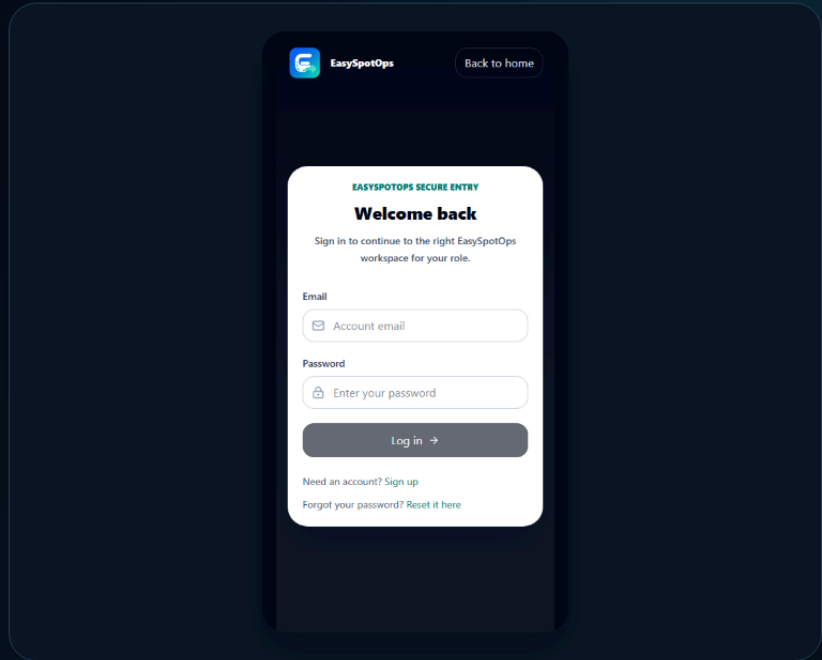 EasySpotOps
Back to home
EASYSPOTOPS SECURE ENTRY
Welcome back
Sign in to continue to the right EasySpotOps
workspace for your role.
Email
Account email
Password
Enter your password
Log in →
Need an account? Sign up
Forgot your password? Reset it here